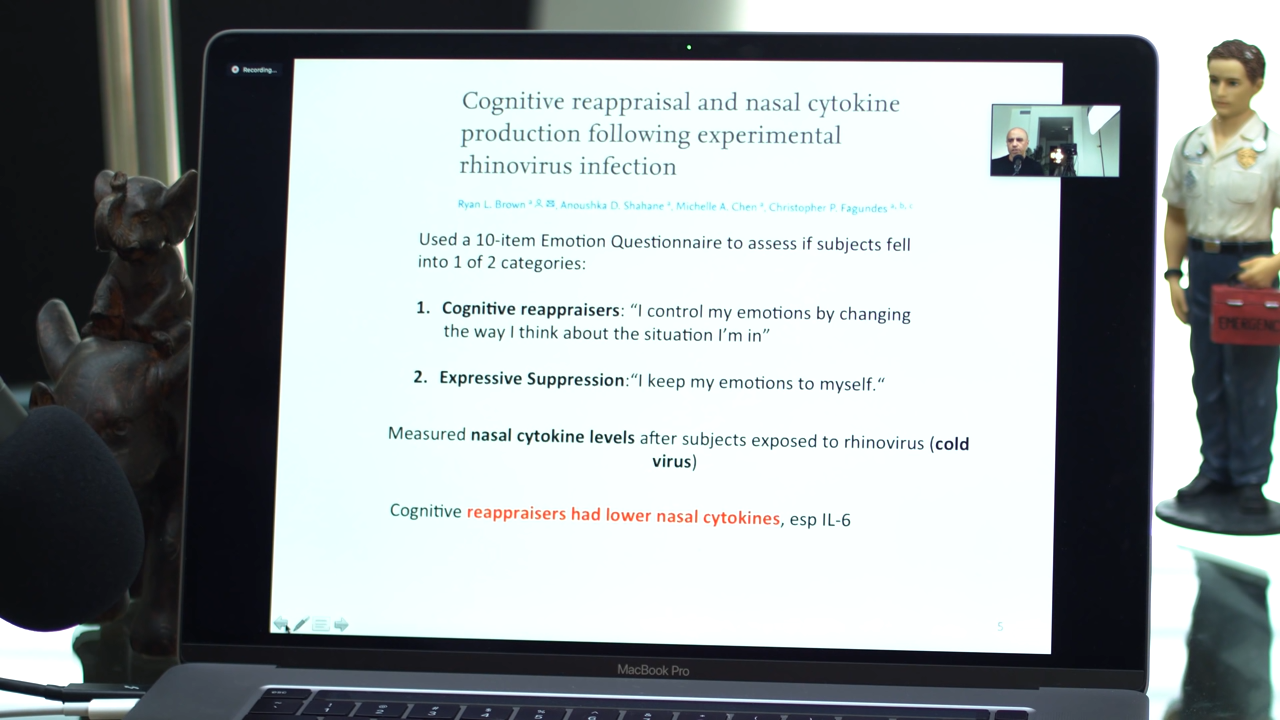 Recording...
Cognitive reappraisal and nasal cytokine
production following experimental
rhinovirus infection
Ryan L. Brown, Anoushka D. Shahane, Michelle A. Chen, Christopher P. Fagundes
Used a 10-item Emotion Questionnaire to assess if subjects fell
into 1 of 2 categories:
1. Cognitive reappraisers: “I control my emotions by changing
the way I think about the situation I’m in”
2. Expressive Suppression:“I keep my emotions to myself.“
Measured nasal cytokine levels after subjects exposed to rhinovirus (cold
virus)
Cognitive reappraisers had lower nasal cytokines, esp IL-6
5
MacBook Pro
EMERGENC